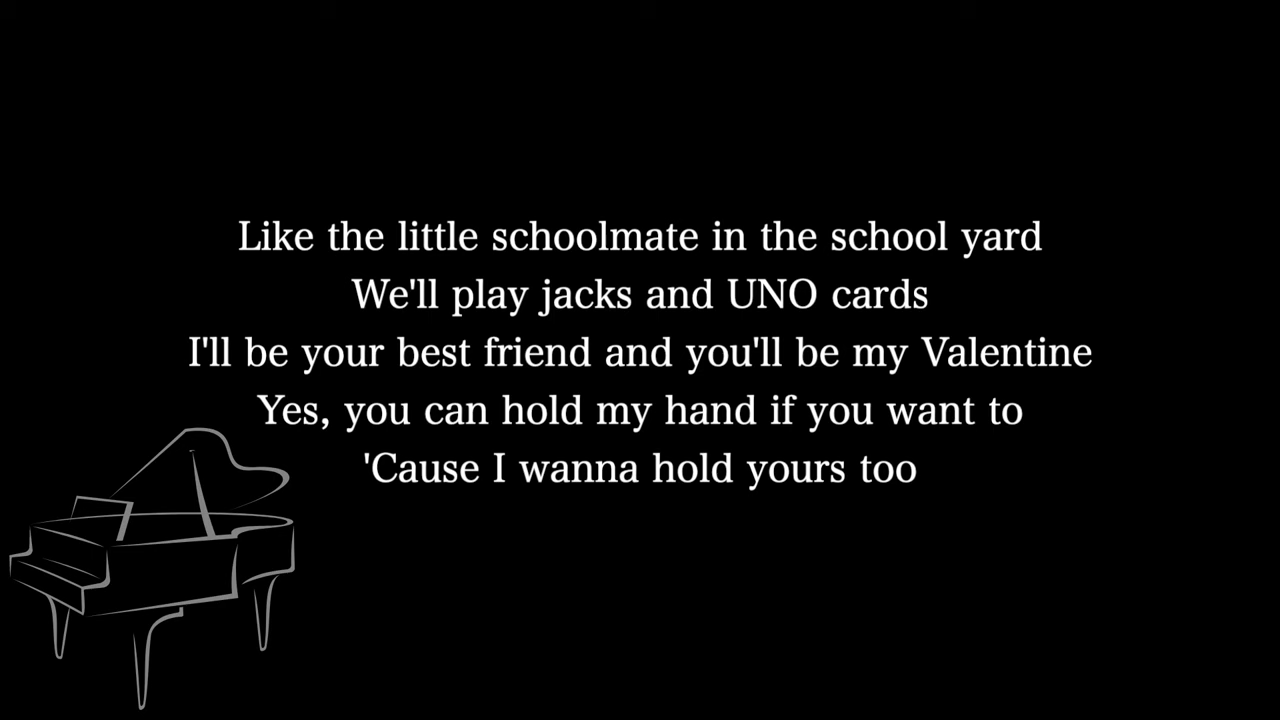 Like the little schoolmate in the school yard
We'll play jacks and UNO cards
I'll be your best friend and you'll be my Valentine
Yes, you can hold my hand if you want to
'Cause I wanna hold yours too